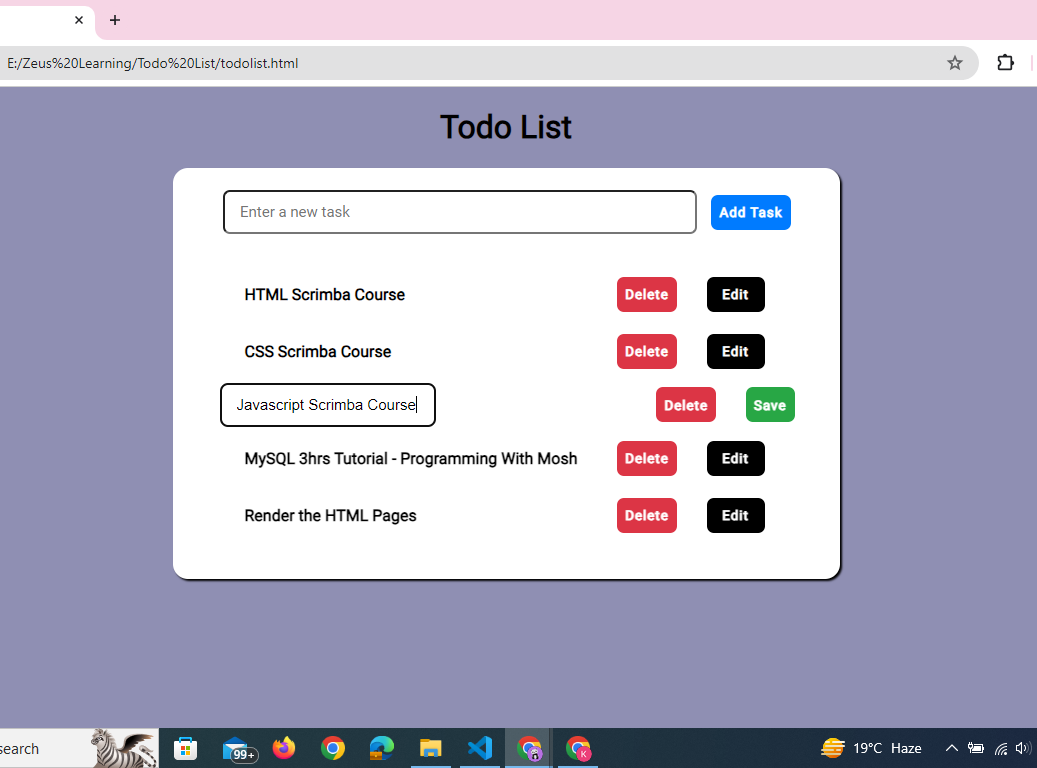 E:/Zeus%20Learning/Todo%20List/todolist.html
Todo List
Enter a new task Add Task
HTML Scrimba Course Delete Edit
CSS Scrimba Course Delete Edit
Javascript Scrimba Course Delete Save
MySQL 3hrs Tutorial - Programming With Mosh Delete Edit
Render the HTML Pages Delete Edit
search 99+ K 19°C Haze